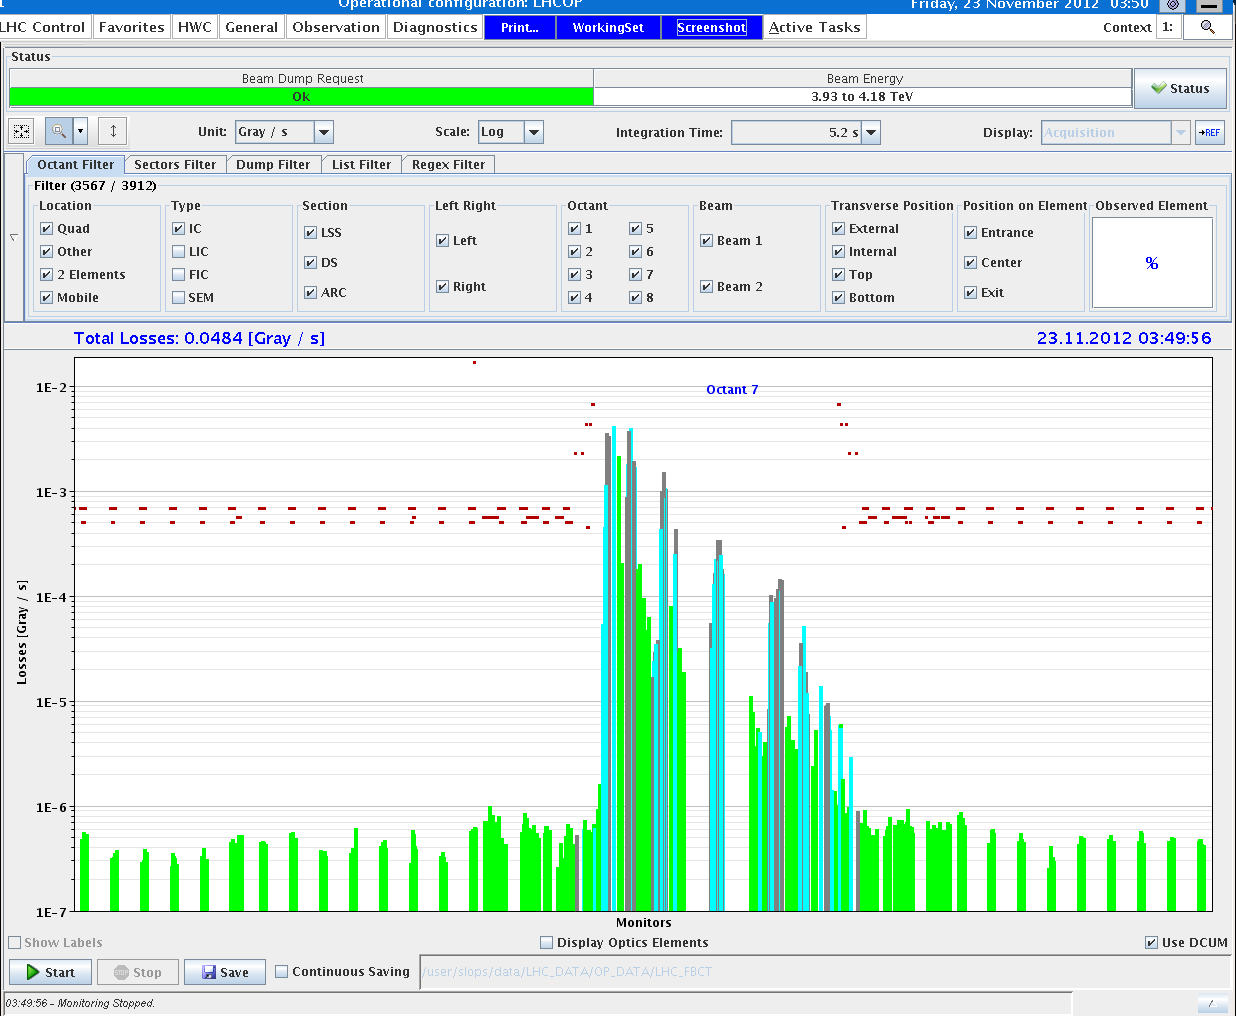 Operational configuration: LHCOP Friday, 23 November 2012 03:50
LHC Control Favorites HWC General Observation Diagnostics Print... WorkingSet Screenshot Active Tasks Context 1:
Status
Beam Dump Request Beam Energy
Ok 3.93 to 4.18 TeV
Status
Unit: Gray / s Scale: Log Integration Time: 5.2 s Display: Acquisition →REF
Octant Filter Sectors Filter Dump Filter List Filter Regex Filter
Filter (3567 / 3912)
Location Type Section Left Right Octant Beam Transverse Position Position on Element Observed Element
Quad IC LSS Left 1 5 Beam 1 External Entrance %
Other LIC DS Right 2 6 Beam 2 Internal Center
2 Elements FIC ARC 3 7 Top Exit
Mobile SEM 4 8 Bottom
Total Losses: 0.0484 [Gray / s] 23.11.2012 03:49:56
Octant 7
1E-2
1E-3
1E-4
1E-5
1E-6
1E-7
Losses [Gray / s]
Monitors
Show Labels Display Optics Elements Use DCUM
Start STOP Stop Save Continuous Saving /user/slops/data/LHC_DATA/OP_DATA/LHC_FBCT
03:49:56 - Monitoring Stopped.